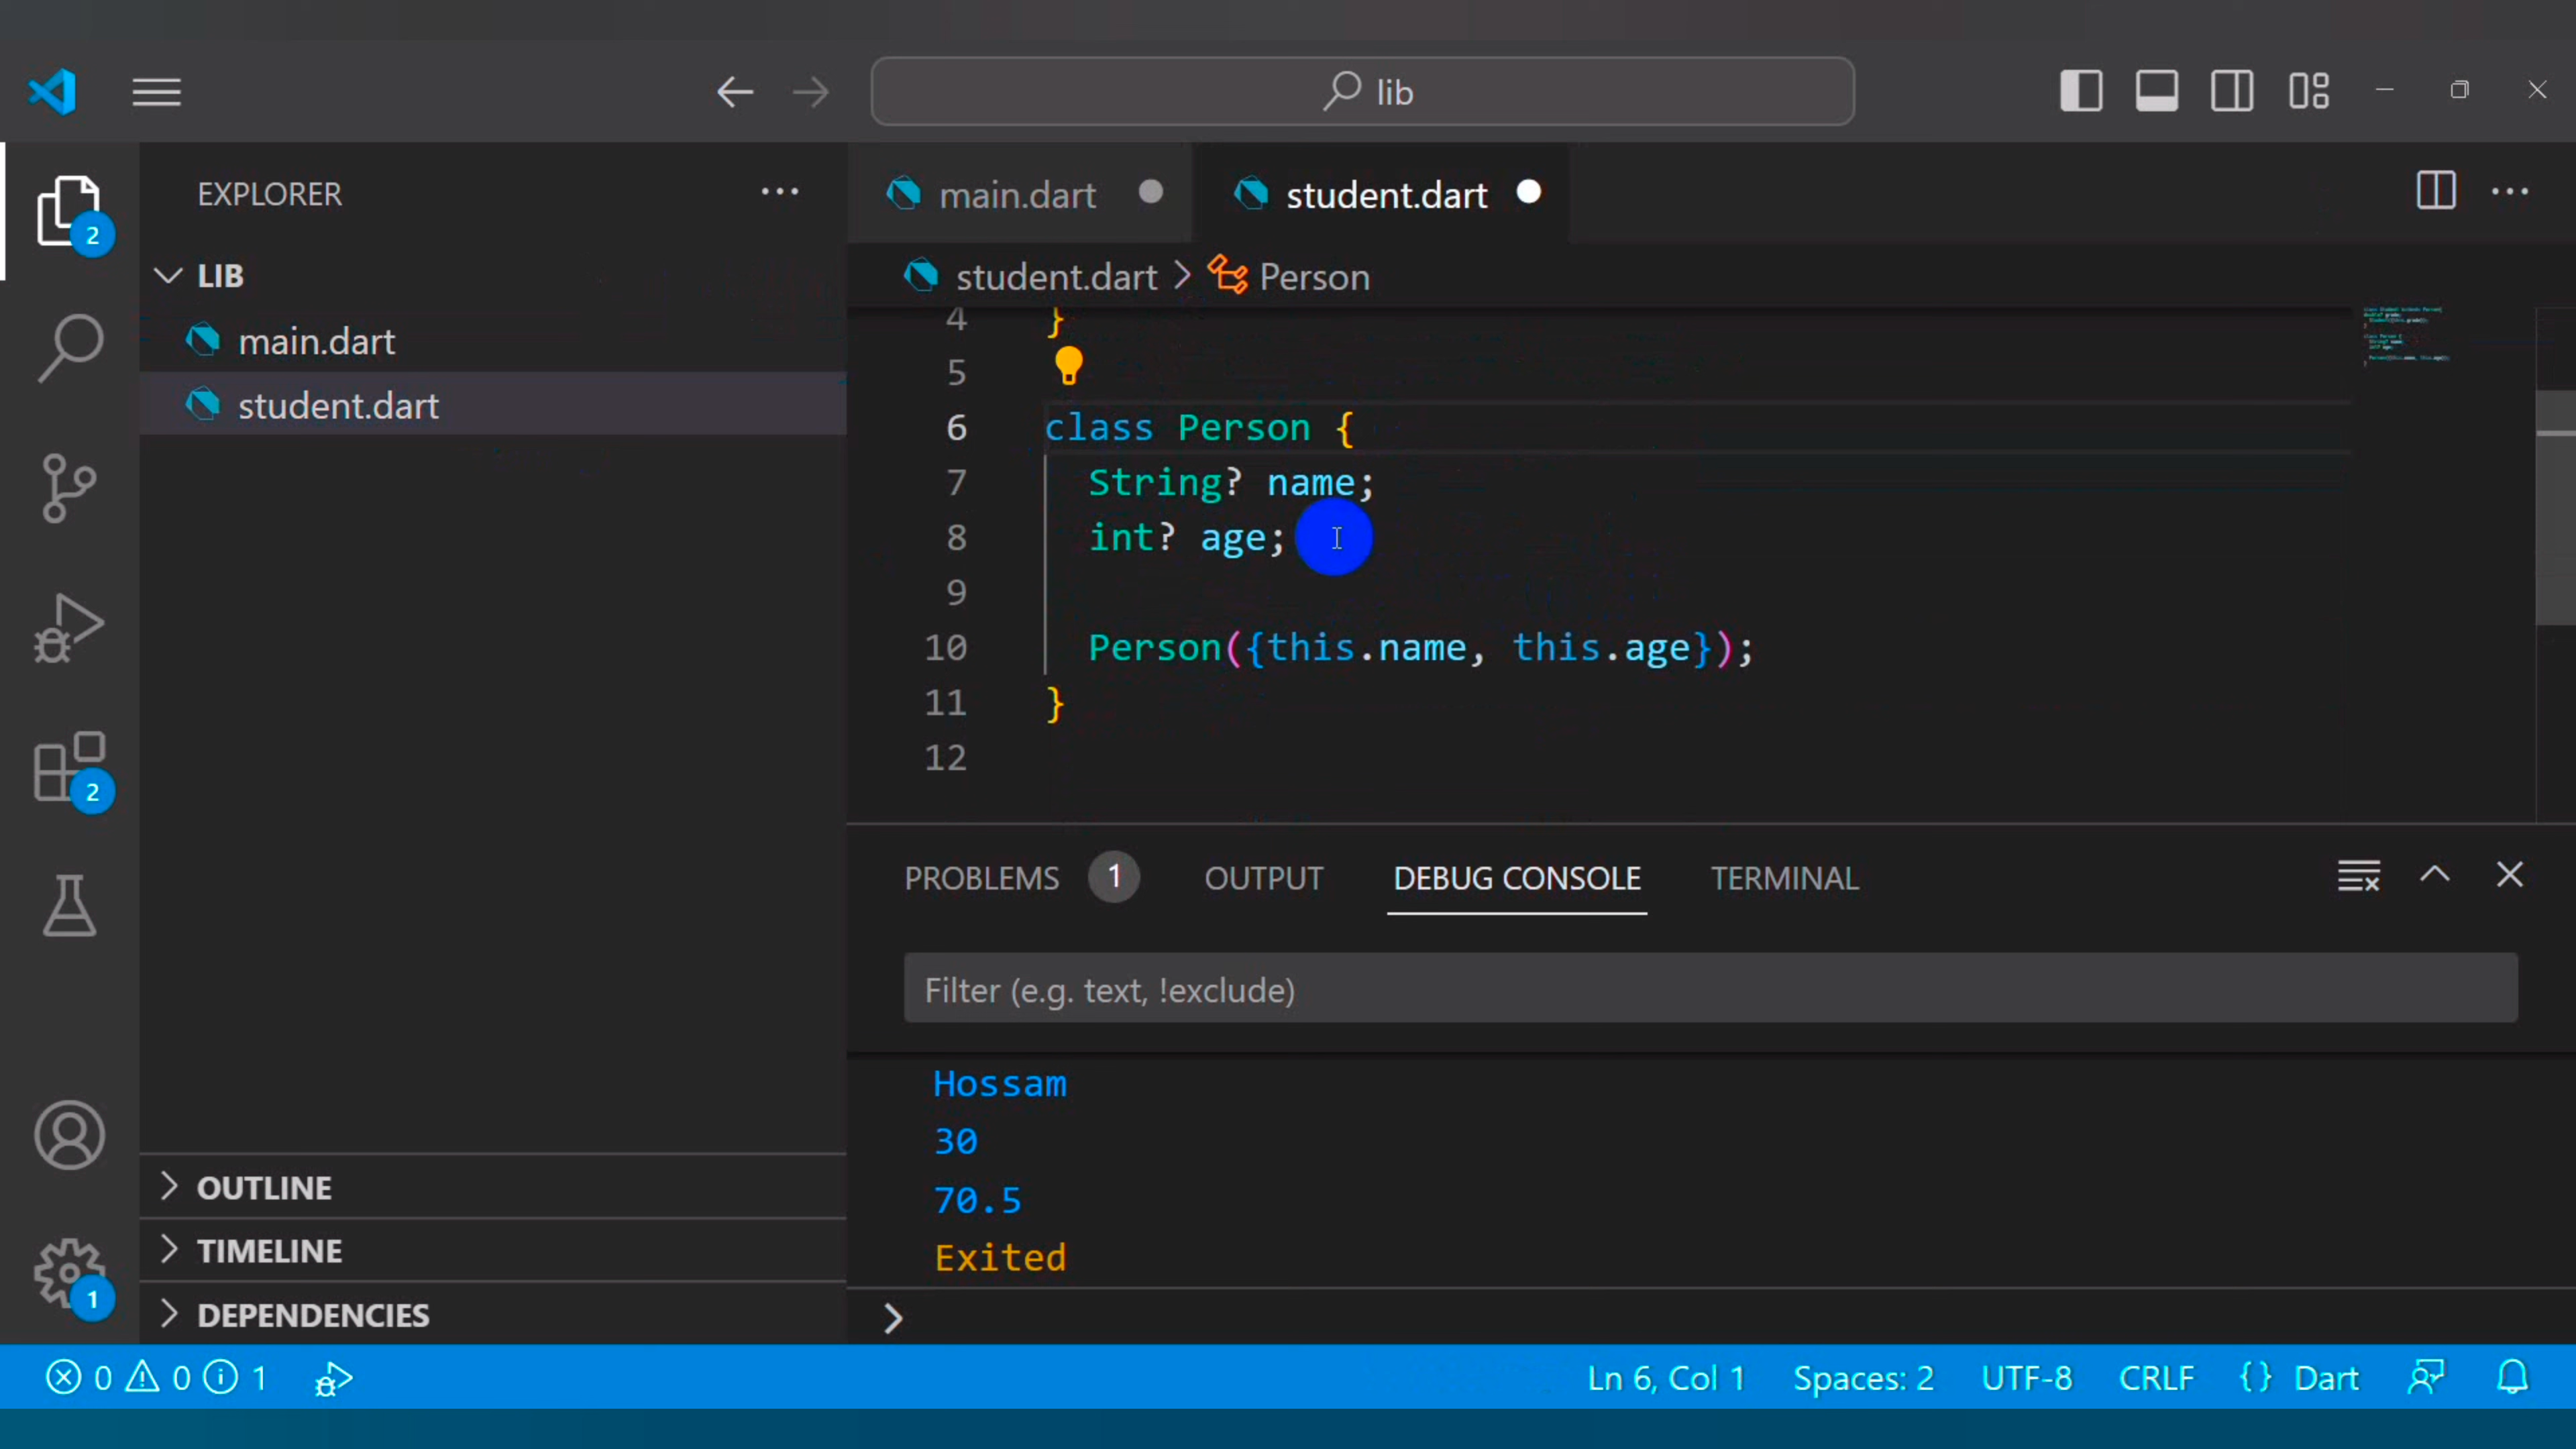 lib
EXPLORER
LIB
main.dart
student.dart
2
2
1
OUTLINE
TIMELINE
DEPENDENCIES
main.dart
student.dart
student.dart > Person
4 }
5
6 class Person {
7 String? name;
8 int? age;
9
10 Person({this.name, this.age});
11 }
12
PROBLEMS 1 OUTPUT DEBUG CONSOLE TERMINAL
Filter (e.g. text, !exclude)
Hossam
30
70.5
Exited
0 0 1 Ln 6, Col 1 Spaces: 2 UTF-8 CRLF {} Dart